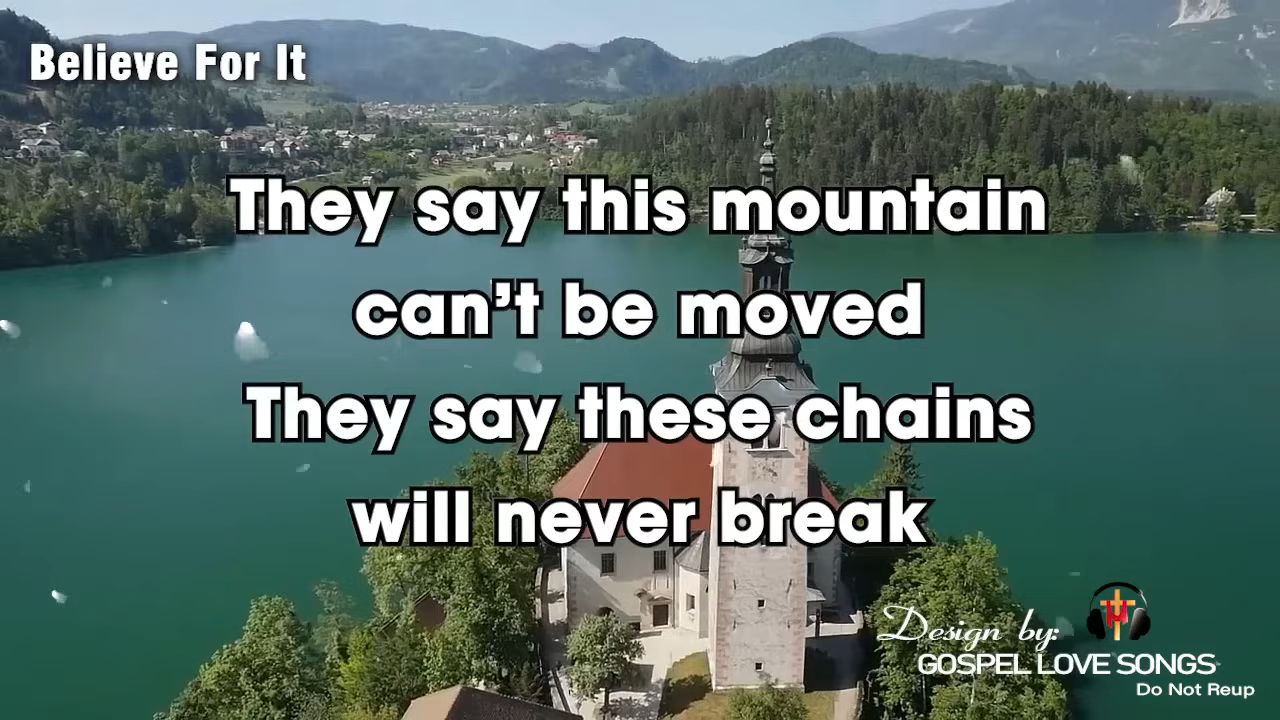 Believe For It
They say this mountain
can't be moved
They say these chains
will never break
Design by:
GOSPEL LOVE SONGS
Do Not Reup